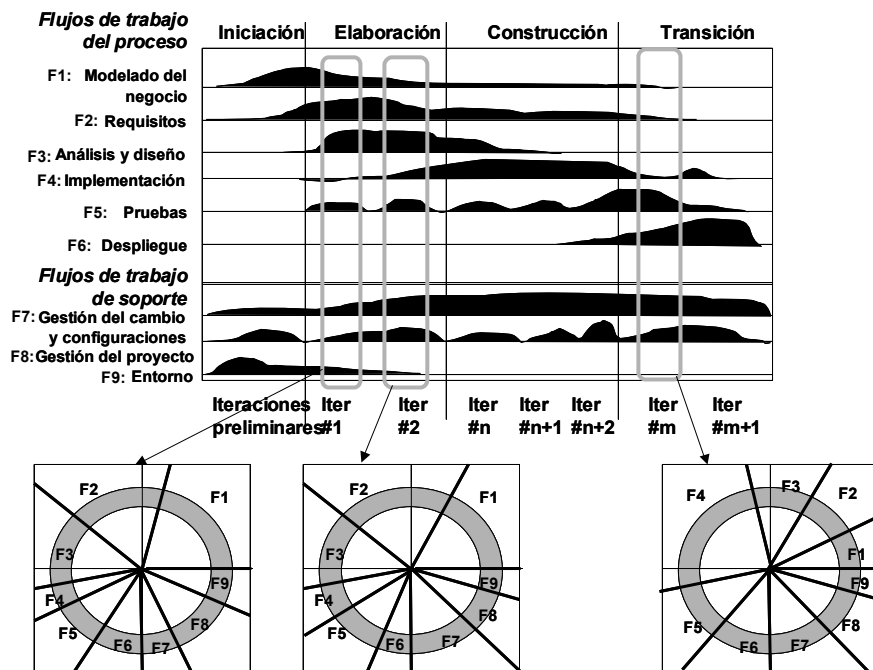 Flujos de trabajo
del proceso
Iniciación
Elaboración
Construcción
Transición
F1: Modelado del
negocio
F2: Requisitos
F3: Análisis y diseño
F4: Implementación
F5: Pruebas
F6: Despliegue
Flujos de trabajo
de soporte
F7: Gestión del cambio
y configuraciones
F8: Gestión del proyecto
F9: Entorno
Iteraciones
preliminares
Iter
#1
Iter
#2
Iter
#n
Iter
#n+1
Iter
#n+2
Iter
#m
Iter
#m+1
F2
F1
F3
F9
F4
F8
F5
F6
F7
F2
F1
F3
F9
F4
F8
F5
F6
F7
F3
F4
F2
F1
F9
F5
F8
F6
F7